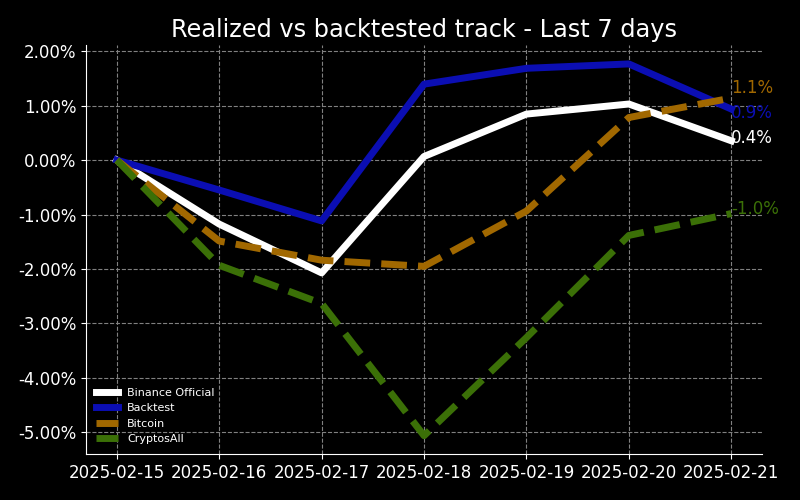 Realized vs backtested track - Last 7 days
2.00%
1.00%
0.00%
-1.00%
-2.00%
-3.00%
-4.00%
-5.00%
1.1%
0.9%
0.4%
-1.0%
Binance Official
Backtest
Bitcoin
CryptosAll
2025-02-15 2025-02-16 2025-02-17 2025-02-18 2025-02-19 2025-02-20 2025-02-21